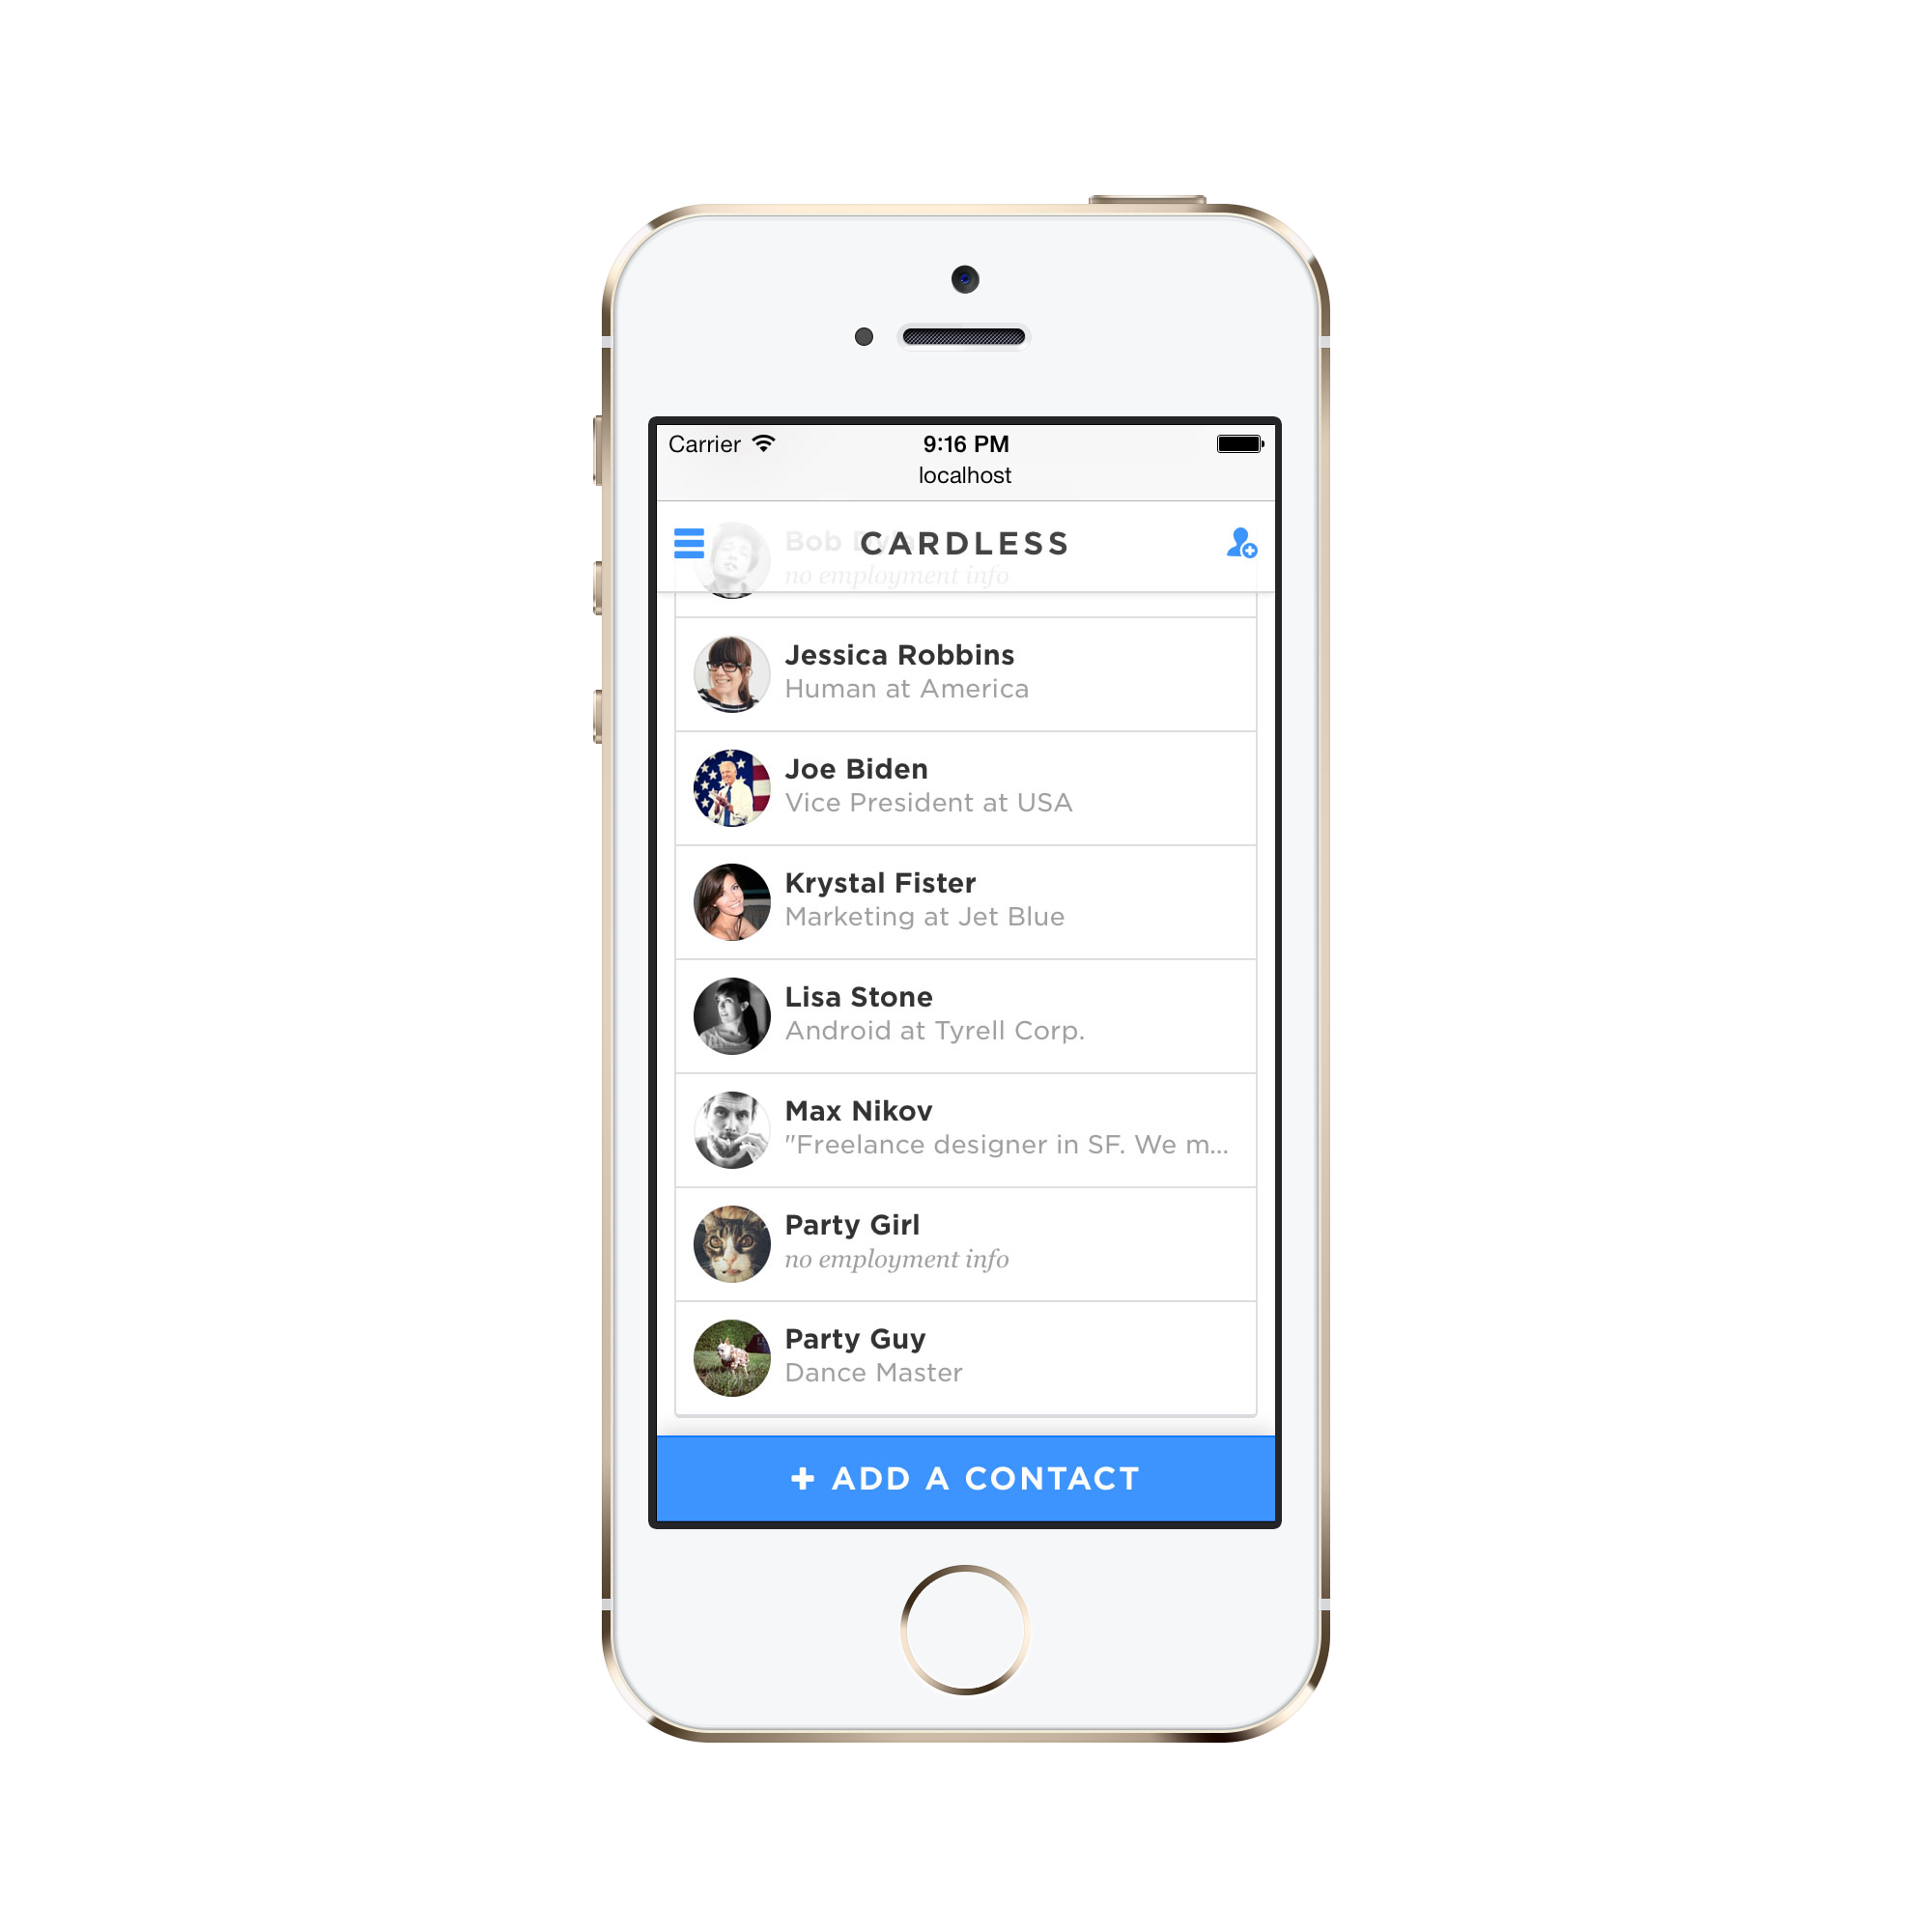 Carrier 9:16 PM
localhost
CARDLESS
Bob
no employment info
Jessica Robbins
Human at America
Joe Biden
Vice President at USA
Krystal Fister
Marketing at Jet Blue
Lisa Stone
Android at Tyrell Corp.
Max Nikov
"Freelance designer in SF. We m...
Party Girl
no employment info
Party Guy
Dance Master
+ ADD A CONTACT